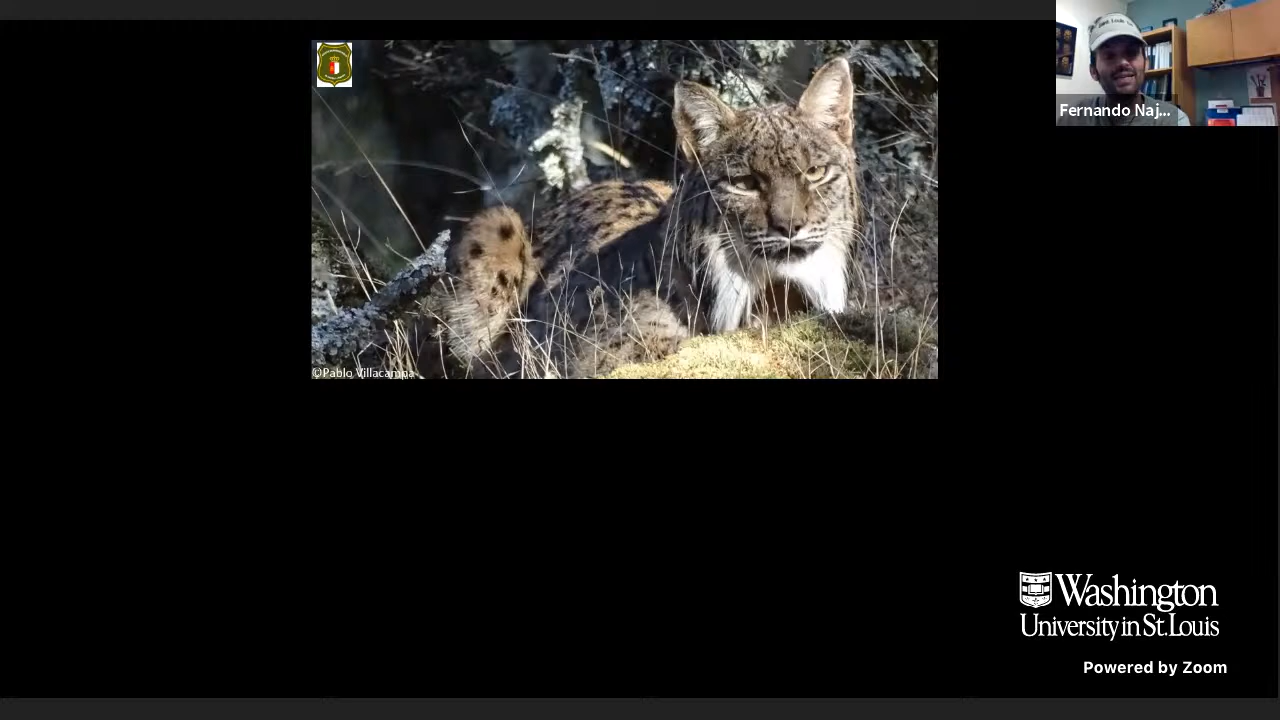 Fernando Naj...
©Pablo Villacampa
Washington
University in St.Louis
Powered by Zoom